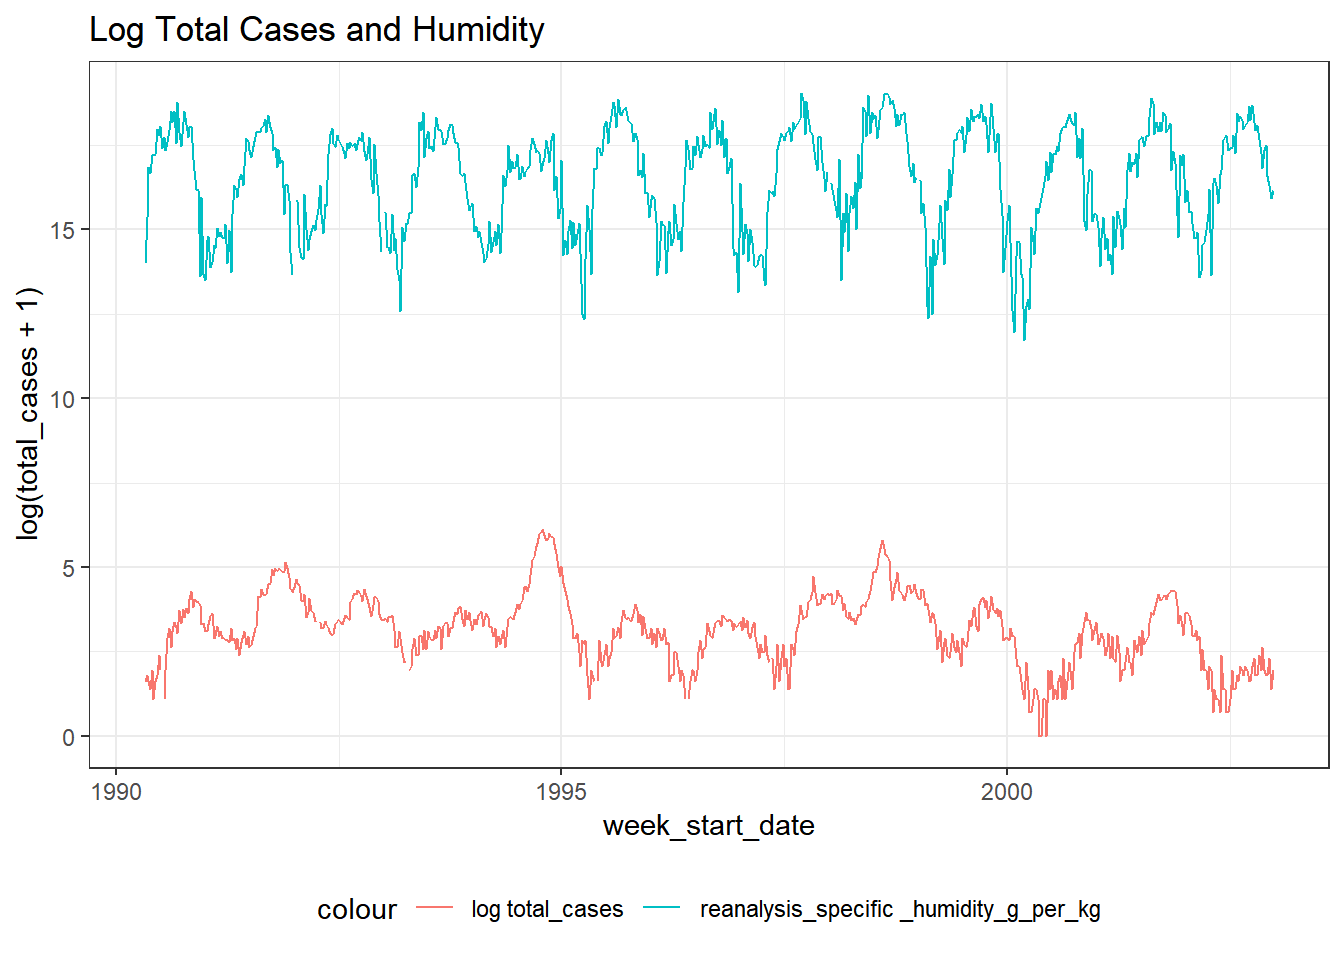 Log Total Cases and Humidity
log(total_cases + 1)
15
10
5
0
1990 1995 2000
week_start_date
colour log total_cases reanalysis_specific _humidity_g_per_kg